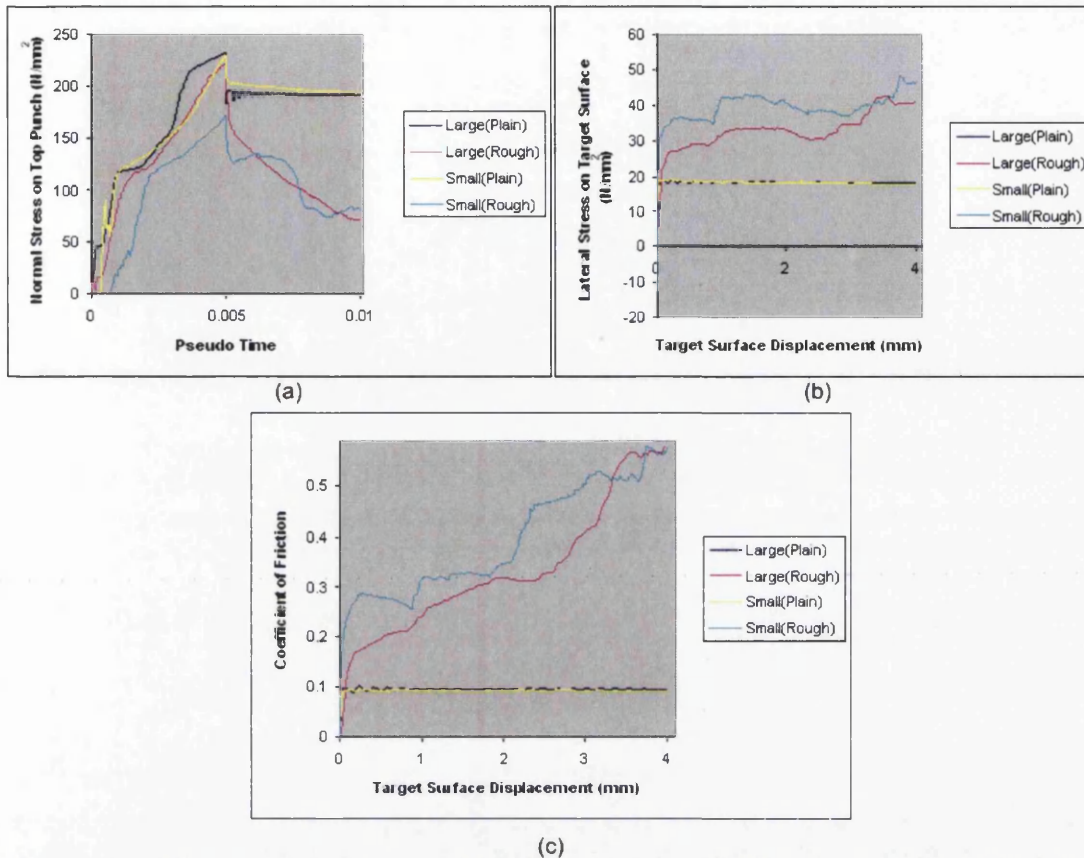 Normal Stress on Top Punch (N/mm²)
250
200
150
100
50
0
0
0.005
0.01
Pseudo Time
Large(Plain)
Large(Rough)
Small(Plain)
Small(Rough)
(a)
Lateral Stress on Target Surface
(N/mm²)
60
50
40
30
20
10
0
-10
-20
0
2
4
Target Surface Displacement (mm)
Large(Plain)
Large(Rough)
Small(Plain)
Small(Rough)
(b)
Coefficient of Friction
0.5
0.4
0.3
0.2
0.1
0
0
1
2
3
4
Target Surface Displacement (mm)
Large(Plain)
Large(Rough)
Small(Plain)
Small(Rough)
(c)